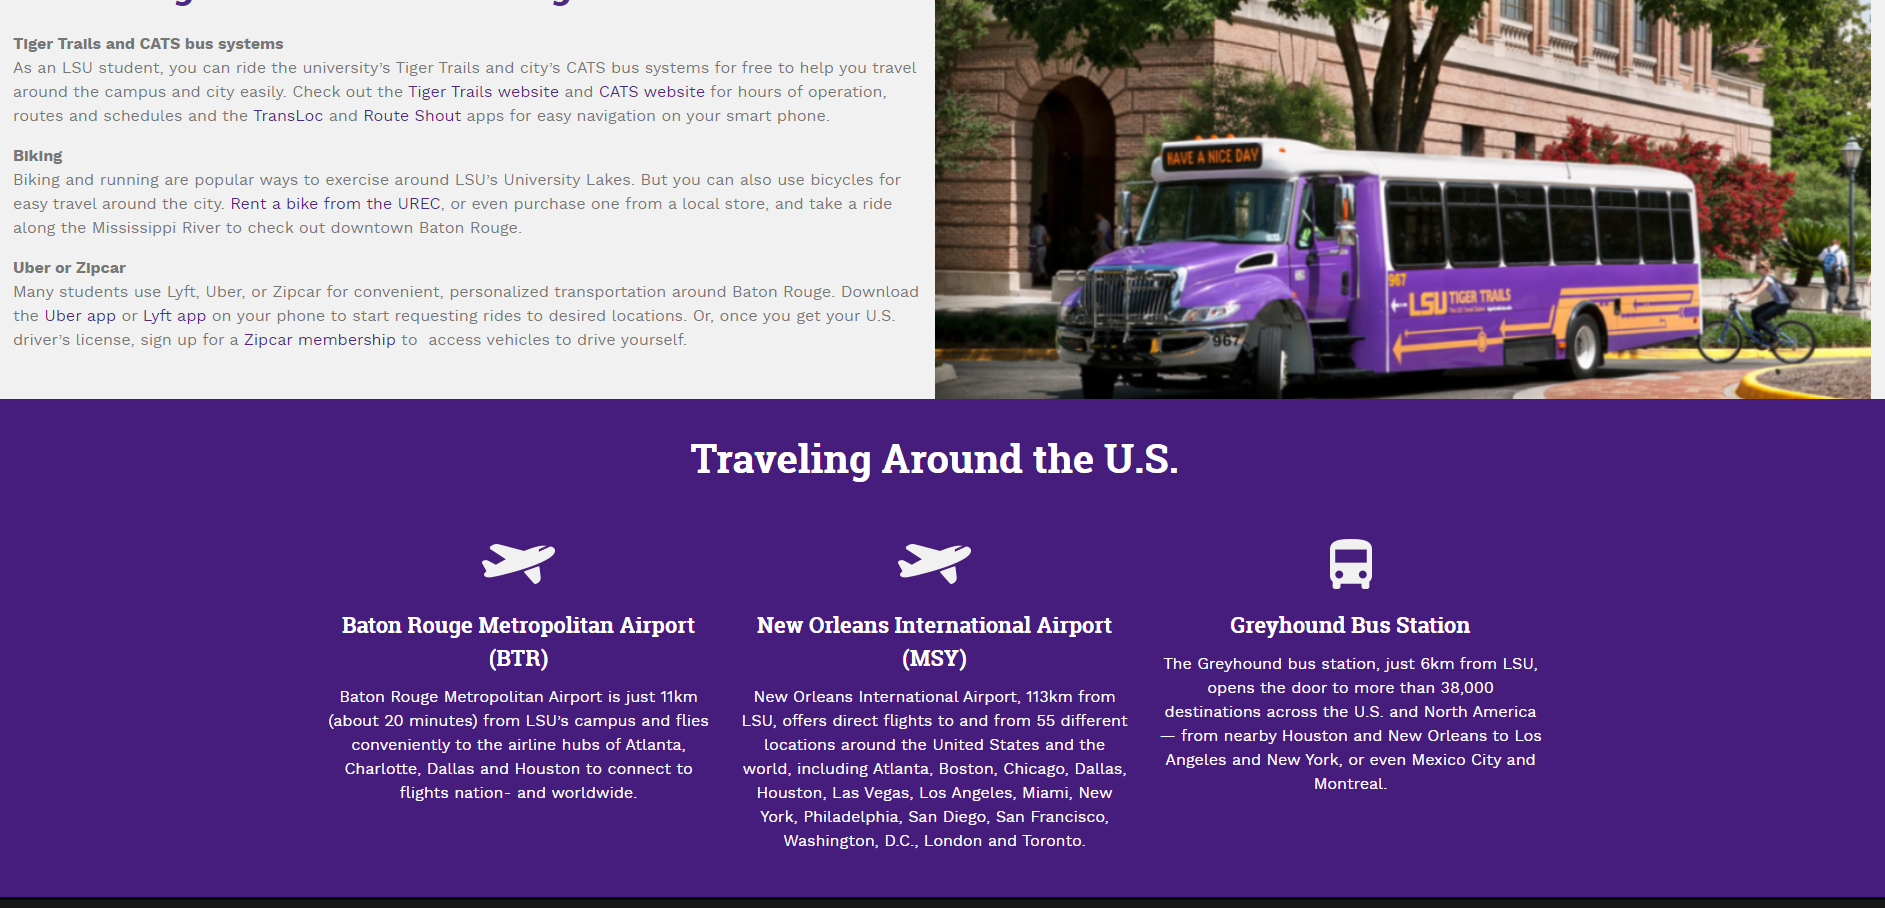 Tiger Trails and CATS bus systems
As an LSU student, you can ride the university's Tiger Trails and city's CATS bus systems for free to help you travel
around the campus and city easily. Check out the Tiger Trails website and CATS website for hours of operation,
routes and schedules and the TransLoc and Route Shout apps for easy navigation on your smart phone.
Biking
Biking and running are popular ways to exercise around LSU's University Lakes. But you can also use bicycles for
easy travel around the city. Rent a bike from the UREC, or even purchase one from a local store, and take a ride
along the Mississippi River to check out downtown Baton Rouge.
Uber or Zipcar
Many students use Lyft, Uber, or Zipcar for convenient, personalized transportation around Baton Rouge. Download
the Uber app or Lyft app on your phone to start requesting rides to desired locations. Or, once you get your U.S.
driver's license, sign up for a Zipcar membership to access vehicles to drive yourself.
HAVE A NICE DAY
967
LSU TIGER TRAILS
967
Traveling Around the U.S.
Baton Rouge Metropolitan Airport
(BTR)
Baton Rouge Metropolitan Airport is just 11km
(about 20 minutes) from LSU's campus and flies
conveniently to the airline hubs of Atlanta,
Charlotte, Dallas and Houston to connect to
flights nation- and worldwide.
New Orleans International Airport
(MSY)
New Orleans International Airport, 113km from
LSU, offers direct flights to and from 55 different
locations around the United States and the
world, including Atlanta, Boston, Chicago, Dallas,
Houston, Las Vegas, Los Angeles, Miami, New
York, Philadelphia, San Diego, San Francisco,
Washington, D.C., London and Toronto.
Greyhound Bus Station
The Greyhound bus station, just 6km from LSU,
opens the door to more than 38,000
destinations across the U.S. and North America
— from nearby Houston and New Orleans to Los
Angeles and New York, or even Mexico City and
Montreal.